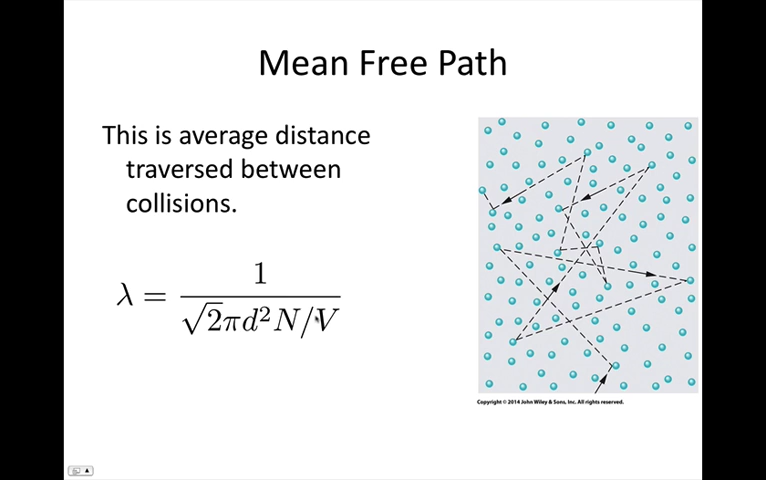 Mean Free Path
This is average distance
traversed between
collisions.
λ = 1 / (√2πd²N/V)
Copyright © 2014 John Wiley & Sons, Inc. All rights reserved.